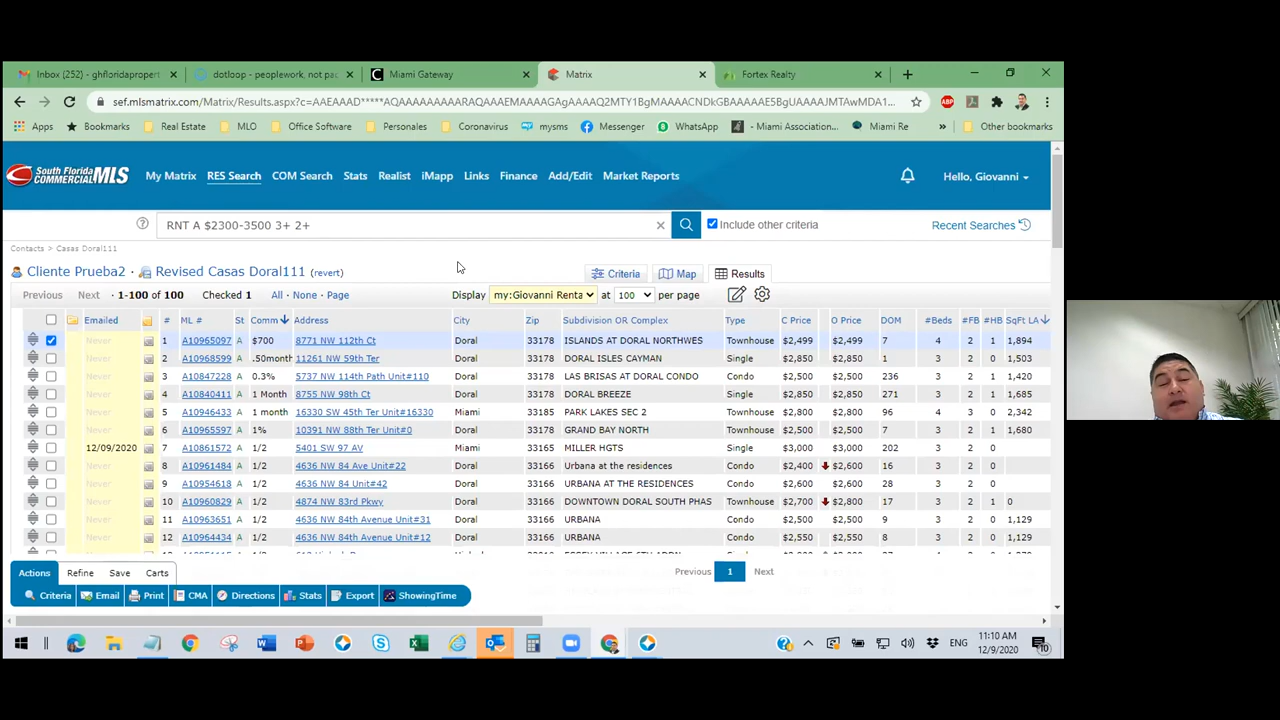 Inbox (252) - ghfloridapropert
dotloop - peoplework, not pa
Miami Gateway
Matrix
Fortex Realty
sef.mlsmatrix.com/Matrix/Results.aspx?c=AAEAAAD*****AQAAAAAAAAARAQAAAEMAAAAGAgAAAAQ2MTY1BgMAAAACNDkGBAAAAAE5BgUAAAAJMTAwMDA1...
Apps
Bookmarks
Real Estate
MLO
Office Software
Personales
Coronavirus
mysms
Messenger
WhatsApp
- Miami Association...
Miami Re
»
Other bookmarks
South Florida COMMERCIAL MLS
My Matrix
RES Search
COM Search
Stats
Realist
iMapp
Links
Finance
Add/Edit
Market Reports
Hello, Giovanni
RNT A $2300-3500 3+ 2+
Include other criteria
Recent Searches
Contacts > Casas Doral111
Cliente Prueba2 · Revised Casas Doral111 (revert)
Criteria
Map
Results
Previous Next · 1-100 of 100 Checked 1 All · None · Page
Display my:Giovanni Renta at 100 per page
Emailed # ML # St Comm Address City Zip Subdivision OR Complex Type C Price O Price DOM #Beds #FB #HB SqFt LA
Never 1 A10965097 A $700 8771 NW 112th Ct Doral 33178 ISLANDS AT DORAL NORTHWES Townhouse $2,499 $2,499 7 4 2 1 1,894
Never 2 A10968599 A .50month 11261 NW 59th Ter Doral 33178 DORAL ISLES CAYMAN Single $2,850 $2,850 1 3 2 0 1,503
Never 3 A10847228 A 0.3% 5737 NW 114th Path Unit#110 Doral 33178 LAS BRISAS AT DORAL CONDO Condo $2,500 $2,500 236 3 2 1 1,420
Never 4 A10840411 A 1 Month 8755 NW 98th Ct Doral 33178 DORAL BREEZE Single $2,850 $2,850 271 3 2 1 1,685
Never 5 A10946433 A 1 month 16330 SW 45th Ter Unit#16330 Miami 33185 PARK LAKES SEC 2 Townhouse $2,800 $2,800 96 4 3 0 2,342
Never 6 A10965597 A 1% 10391 NW 88th Ter Unit#0 Doral 33178 GRAND BAY NORTH Townhouse $2,500 $2,500 7 3 2 1 1,680
12/09/2020 7 A10861572 A 1/2 5401 SW 97 AV Miami 33165 MILLER HGTS Single $3,000 $3,000 202 3 2 0
Never 8 A10961484 A 1/2 4636 NW 84 Ave Unit#22 Doral 33166 Urbana at the residences Condo $2,400 $2,600 16 3 2 0
Never 9 A10954618 A 1/2 4636 NW 84 Unit#42 Doral 33166 URBANA AT THE RESIDENCES Condo $2,600 $2,600 28 3 2 0
Never 10 A10960829 A 1/2 4874 NW 83rd Pkwy Doral 33166 DOWNTOWN DORAL SOUTH PHAS Townhouse $2,700 $2,800 17 3 2 1 0
Never 11 A10963651 A 1/2 4636 NW 84th Avenue Unit#31 Doral 33166 URBANA Condo $2,500 $2,500 9 3 2 0 1,129
Never 12 A10964434 A 1/2 4636 NW 84th Avenue Unit#12 Doral 33166 URBANA Condo $2,550 $2,550 8 3 2 0 1,129
Actions
Refine
Save
Carts
Previous 1 Next
Criteria
Email
Print
CMA
Directions
Stats
Export
ShowingTime
ENG
11:10 AM
12/9/2020
10